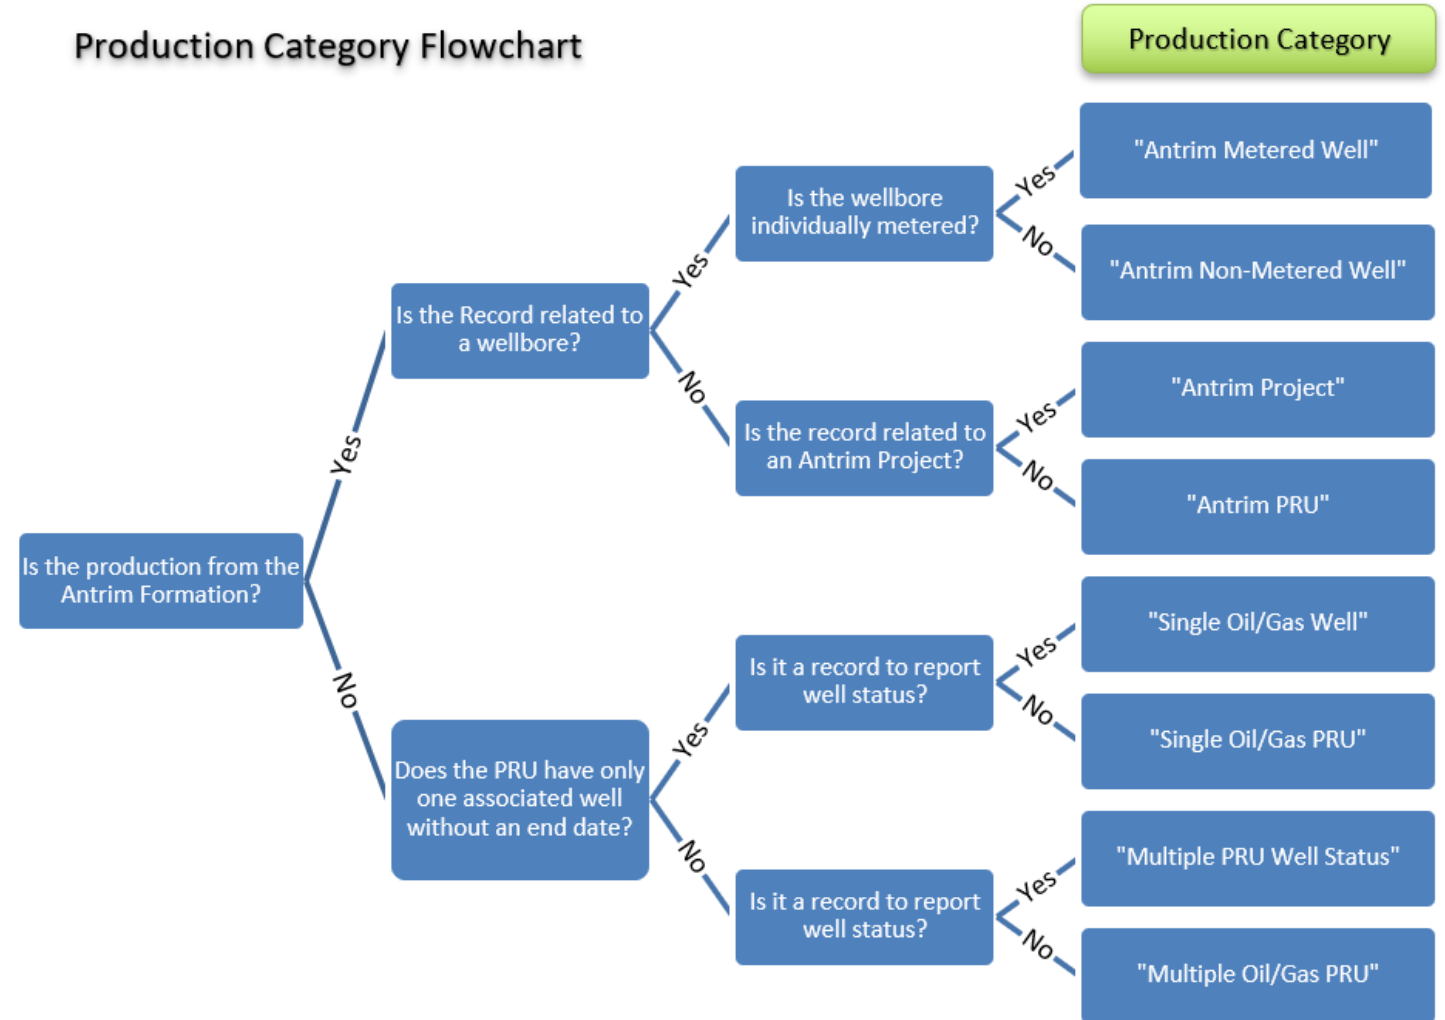 Production Category Flowchart
Production Category
Is the production from the
Antrim Formation?
Yes
No
Is the Record related to
a wellbore?
Yes
No
Does the PRU have only
one associated well
without an end date?
Yes
No
Is the wellbore
individually metered?
Yes
No
Is the record related to
an Antrim Project?
Yes
No
Is it a record to report
well status?
Yes
No
Is it a record to report
well status?
Yes
No
"Antrim Metered Well"
"Antrim Non-Metered Well"
"Antrim Project"
"Antrim PRU"
"Single Oil/Gas Well"
"Single Oil/Gas PRU"
"Multiple PRU Well Status"
"Multiple Oil/Gas PRU"